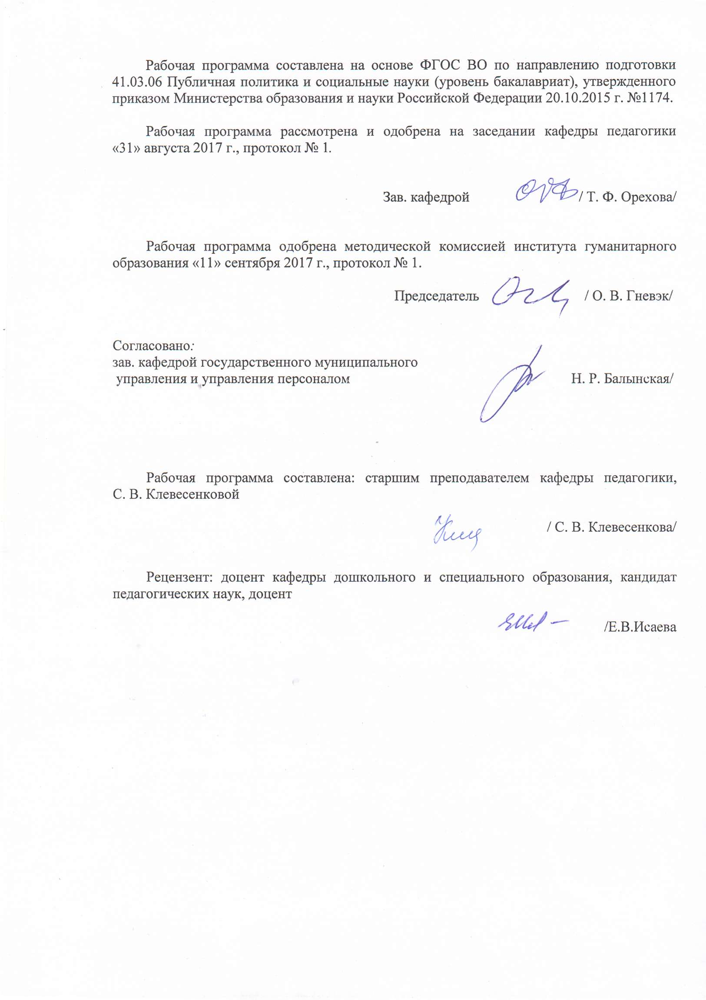 Рабочая программа составлена на основе ФГОС ВО по направлению подготовки
41.03.06 Публичная политика и социальные науки (уровень бакалавриат), утвержденного
приказом Министерства образования и науки Российской Федерации 20.10.2015 г. №1174.
Рабочая программа рассмотрена и одобрена на заседании кафедры педагогики
«31» августа 2017 г., протокол № 1.
Зав. кафедрой / Т. Ф. Орехова/
Рабочая программа одобрена методической комиссией института гуманитарного
образования «11» сентября 2017 г., протокол № 1.
Председатель / О. В. Гневэк/
Согласовано:
зав. кафедрой государственного муниципального
управления и управления персоналом Н. Р. Балынская/
Рабочая программа составлена: старшим преподавателем кафедры педагогики,
С. В. Клевесенковой
/ С. В. Клевесенкова/
Рецензент: доцент кафедры дошкольного и специального образования, кандидат
педагогических наук, доцент
/Е.В.Исаева